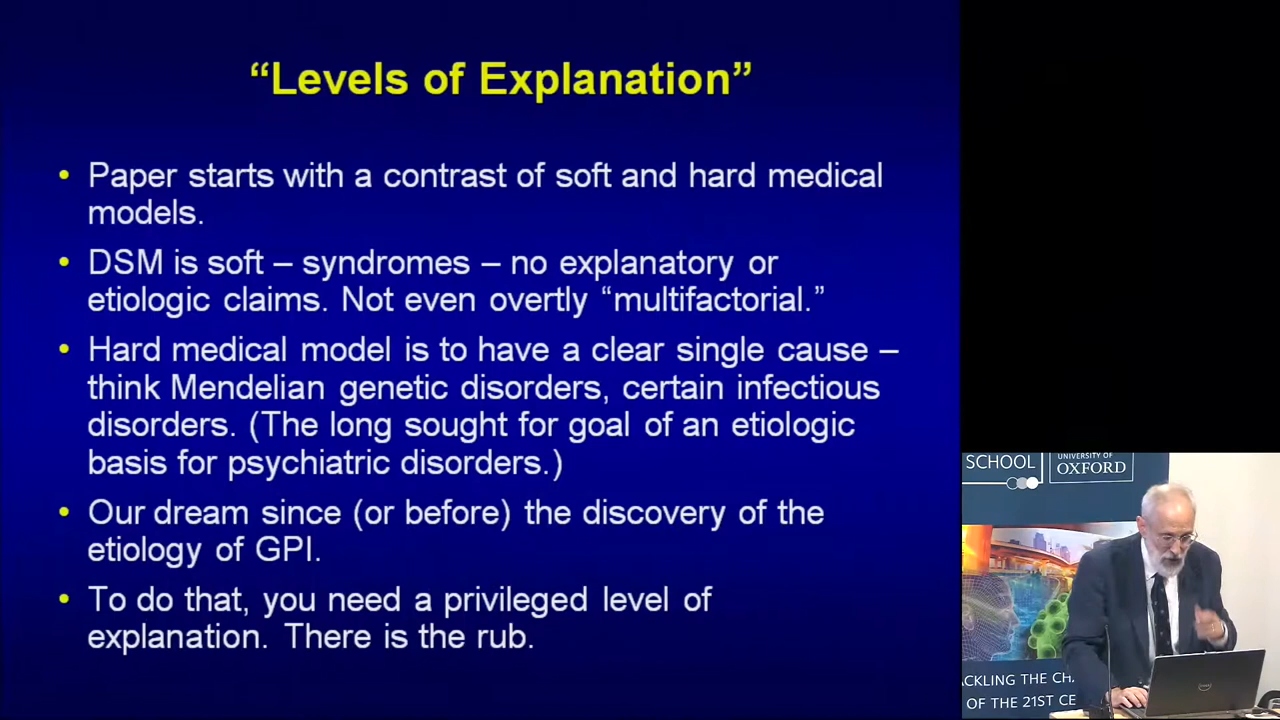 “Levels of Explanation”
• Paper starts with a contrast of soft and hard medical
models.
• DSM is soft – syndromes – no explanatory or
etiologic claims. Not even overtly “multifactorial.”
• Hard medical model is to have a clear single cause –
think Mendelian genetic disorders, certain infectious
disorders. (The long sought for goal of an etiologic
basis for psychiatric disorders.)
• Our dream since (or before) the discovery of the
etiology of GPI.
• To do that, you need a privileged level of
explanation. There is the rub.
SCHOOL
UNIVERSITY OF
OXFORD
ACKLING THE CHA
OF THE 21ST CE
DELL